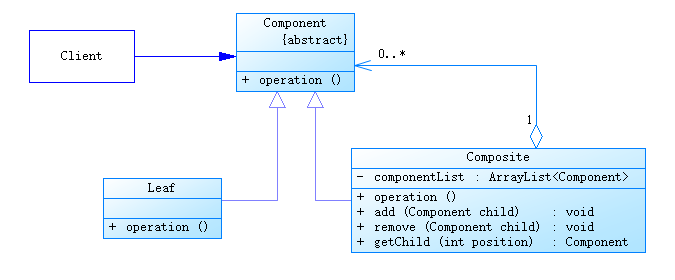 Component
{abstract}
Client
+ operation ()
0..*
1
Composite
- componentList : ArrayList<Component>
+ operation ()
+ add (Component child) : void
+ remove (Component child) : void
+ getChild (int position) : Component
Leaf
+ operation ()